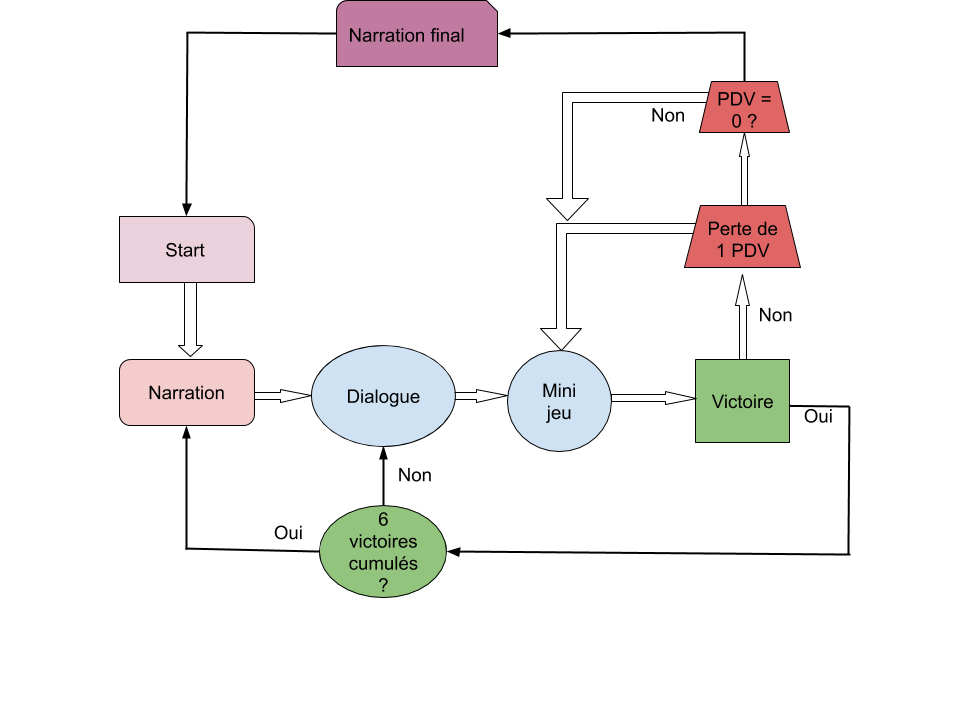 Narration final
PDV =
0 ?
Non
Perte de
1 PDV
Start
Non
Narration
Dialogue
Mini
jeu
Victoire
Oui
Non
6
victoires
cumulés
?
Oui